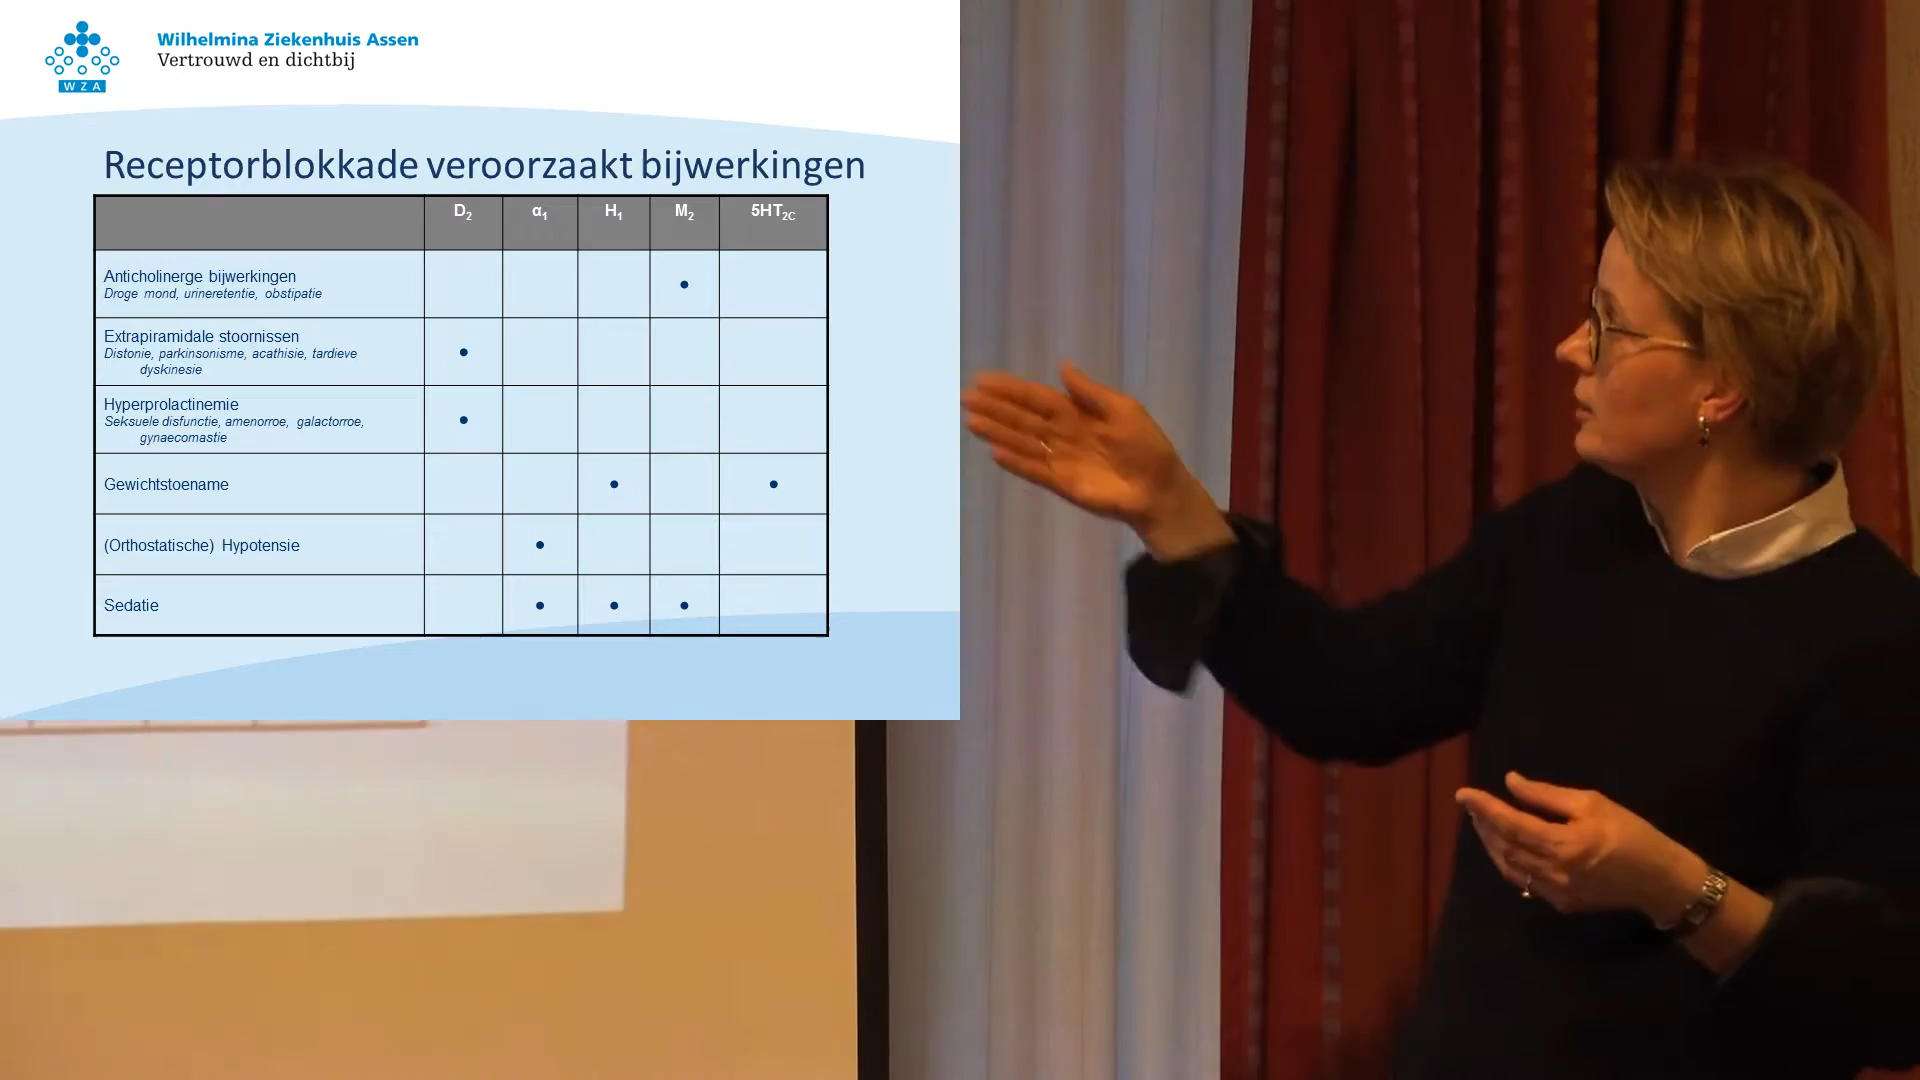 Wilhelmina Ziekenhuis Assen
Vertrouwd en dichtbij
W Z A
Receptorblokkade veroorzaakt bijwerkingen
D₂ α₁ H₁ M₂ 5HT₂C
Anticholinerge bijwerkingen
Droge mond, urineretentie, obstipatie
Extrapiramidale stoornissen
Distonie, parkinsonisme, acathisie, tardieve
dyskinesie
Hyperprolactinemie
Seksuele disfunctie, amenorroe, galactorroe,
gynaecomastie
Gewichtstoename
(Orthostatische) Hypotensie
Sedatie